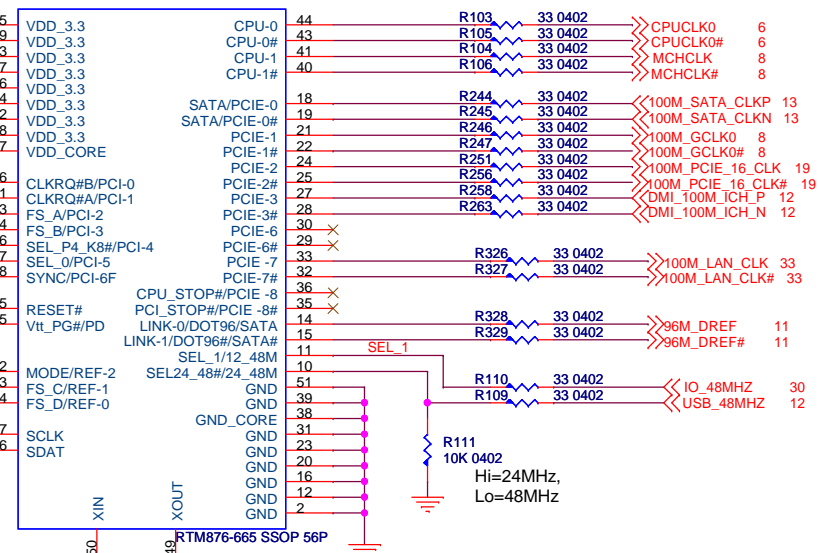 VDD_3.3 CPU-0 44 R103 33 0402 CPUCLK0 6
VDD_3.3 CPU-0# 43 R105 33 0402 CPUCLK0# 6
VDD_3.3 CPU-1 41 R104 33 0402 MCHCLK 8
VDD_3.3 CPU-1# 40 R106 33 0402 MCHCLK# 8
VDD_3.3
VDD_3.3 SATA/PCIE-0 18 R244 33 0402 100M_SATA_CLKP 13
VDD_3.3 SATA/PCIE-0# 19 R245 33 0402 100M_SATA_CLKN 13
VDD_3.3 PCIE-1 21 R246 33 0402 100M_GCLK0 8
VDD_CORE PCIE-1# 22 R247 33 0402 100M_GCLK0# 8
PCIE-2 24 R251 33 0402 100M_PCIE_16_CLK 19
CLKRQ#B/PCI-0 PCIE-2# 25 R256 33 0402 100M_PCIE_16_CLK# 19
CLKRQ#A/PCI-1 PCIE-3 27 R258 33 0402 DMI_100M_ICH_P 12
FS_A/PCI-2 PCIE-3# 28 R263 33 0402 DMI_100M_ICH_N 12
FS_B/PCI-3 PCIE-6 30
SEL_P4_K8#/PCI-4 PCIE-6# 29
SEL_0/PCI-5 PCIE -7 33 R326 33 0402 100M_LAN_CLK 33
SYNC/PCI-6F PCIE-7# 32 R327 33 0402 100M_LAN_CLK# 33
CPU_STOP#/PCIE -8 36
RESET# PCI_STOP#/PCIE -8# 35
Vtt_PG#/PD LINK-0/DOT96/SATA 14 R328 33 0402 96M_DREF 11
LINK-1/DOT96#/SATA# 15 R329 33 0402 96M_DREF# 11
SEL_1/12_48M 11 SEL_1
MODE/REF-2 SEL24_48#/24_48M 10
FS_C/REF-1 GND 51 R110 33 0402 IO_48MHZ 30
FS_D/REF-0 GND 39 R109 33 0402 USB_48MHZ 12
GND_CORE 38
SCLK GND 31
SDAT GND 23 R111
GND 20 10K 0402
GND 16 Hi=24MHz,
GND 12 Lo=48MHz
GND 2
XIN
XOUT
RTM876-665 SSOP 56P